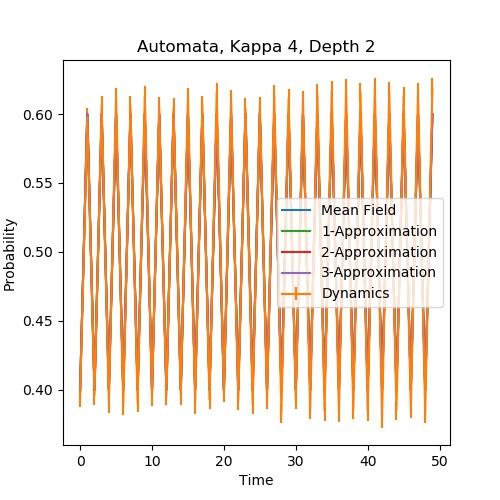 Automata, Kappa 4, Depth 2
Probability
0.60
0.55
0.50
0.45
0.40
Mean Field
1-Approximation
2-Approximation
3-Approximation
Dynamics
0 10 20 30 40 50
Time